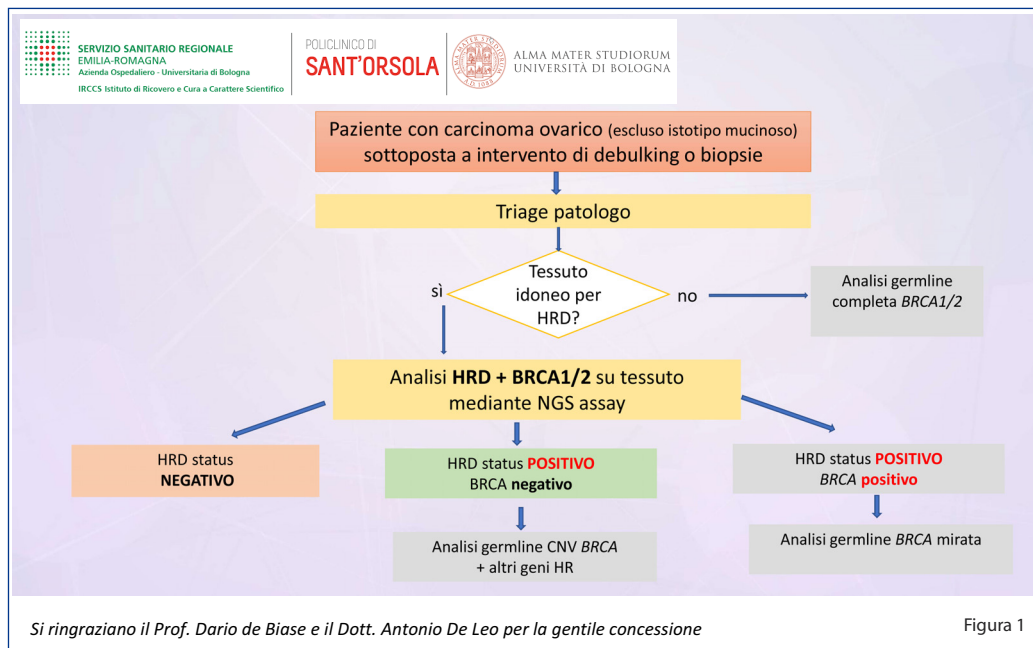 SERVIZIO SANITARIO REGIONALE
EMILIA-ROMAGNA
Azienda Ospedaliero - Universitaria di Bologna
IRCCS Istituto di Ricovero e Cura a Carattere Scientifico
POLICLINICO DI
SANT'ORSOLA
ALMA MATER STUDIORUM
A.D. 1088
ALMA MATER STUDIORUM
UNIVERSITÀ DI BOLOGNA
Paziente con carcinoma ovarico (escluso istotipo mucinoso)
sottoposta a intervento di debulking o biopsie
Triage patologo
Tessuto
idoneo per
HRD?
sì
no
Analisi germline
completa BRCA1/2
Analisi HRD + BRCA1/2 su tessuto
mediante NGS assay
HRD status
NEGATIVO
HRD status POSITIVO
BRCA negativo
HRD status POSITIVO
BRCA positivo
Analisi germline CNV BRCA
+ altri geni HR
Analisi germline BRCA mirata
Si ringraziano il Prof. Dario de Biase e il Dott. Antonio De Leo per la gentile concessione
Figura 1